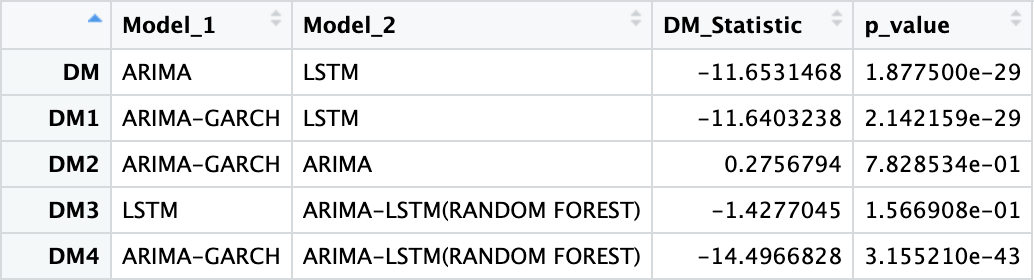 Model_1 Model_2 DM_Statistic p_value
DM ARIMA LSTM -11.6531468 1.877500e-29
DM1 ARIMA-GARCH LSTM -11.6403238 2.142159e-29
DM2 ARIMA-GARCH ARIMA 0.2756794 7.828534e-01
DM3 LSTM ARIMA-LSTM(RANDOM FOREST) -1.4277045 1.566908e-01
DM4 ARIMA-GARCH ARIMA-LSTM(RANDOM FOREST) -14.4966828 3.155210e-43